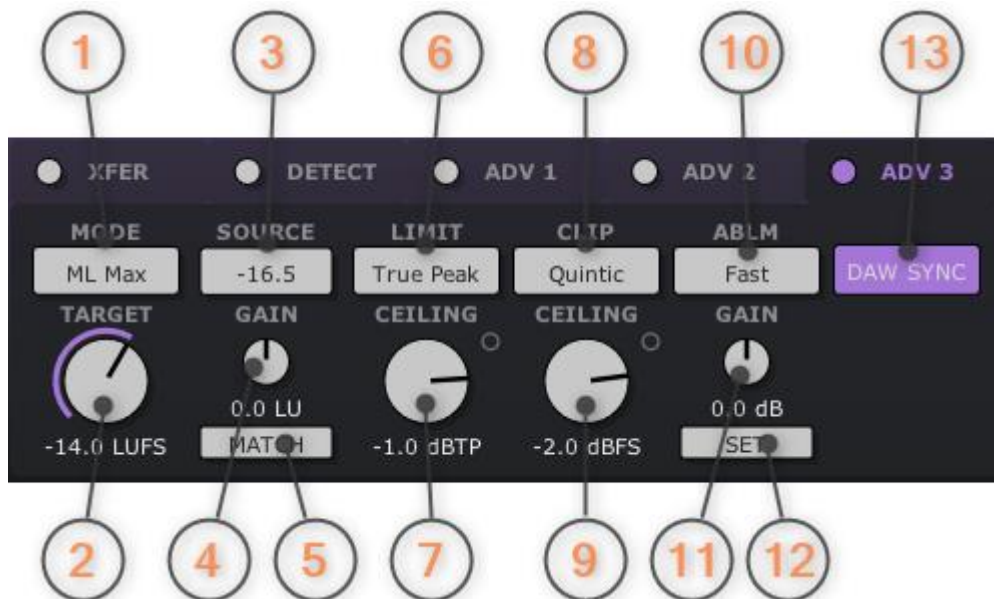 1 3 6 8 10 13
XFER DETECT ADV 1 ADV 2 ADV 3
MODE SOURCE LIMIT CLIP ABLM
ML Max -16.5 True Peak Quintic Fast DAW SYNC
TARGET GAIN CEILING CEILING GAIN
0.0 LU 0.0 dB
-14.0 LUFS MATCH -1.0 dBTP -2.0 dBFS SET
2 4 5 7 9 11 12